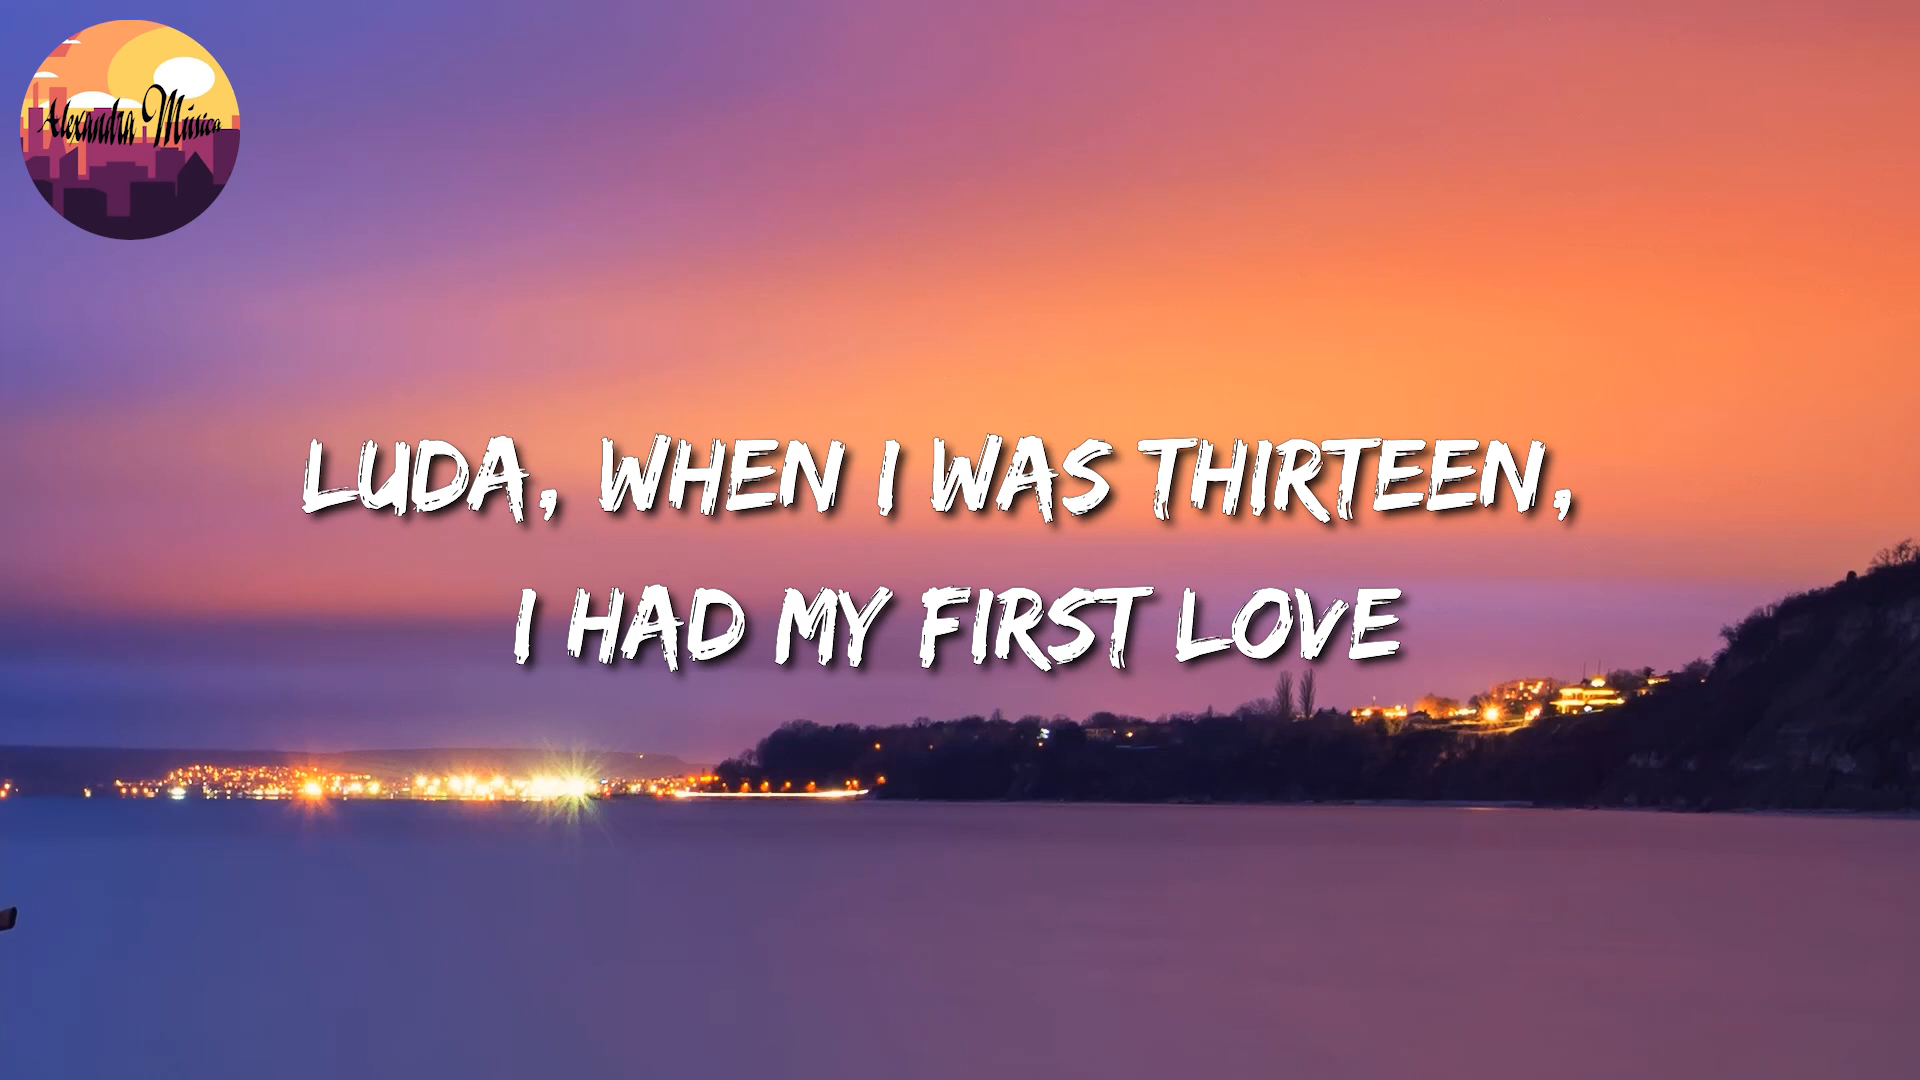 Alexandra Música
LUDA, WHEN I WAS THIRTEEN,
I HAD MY FIRST LOVE